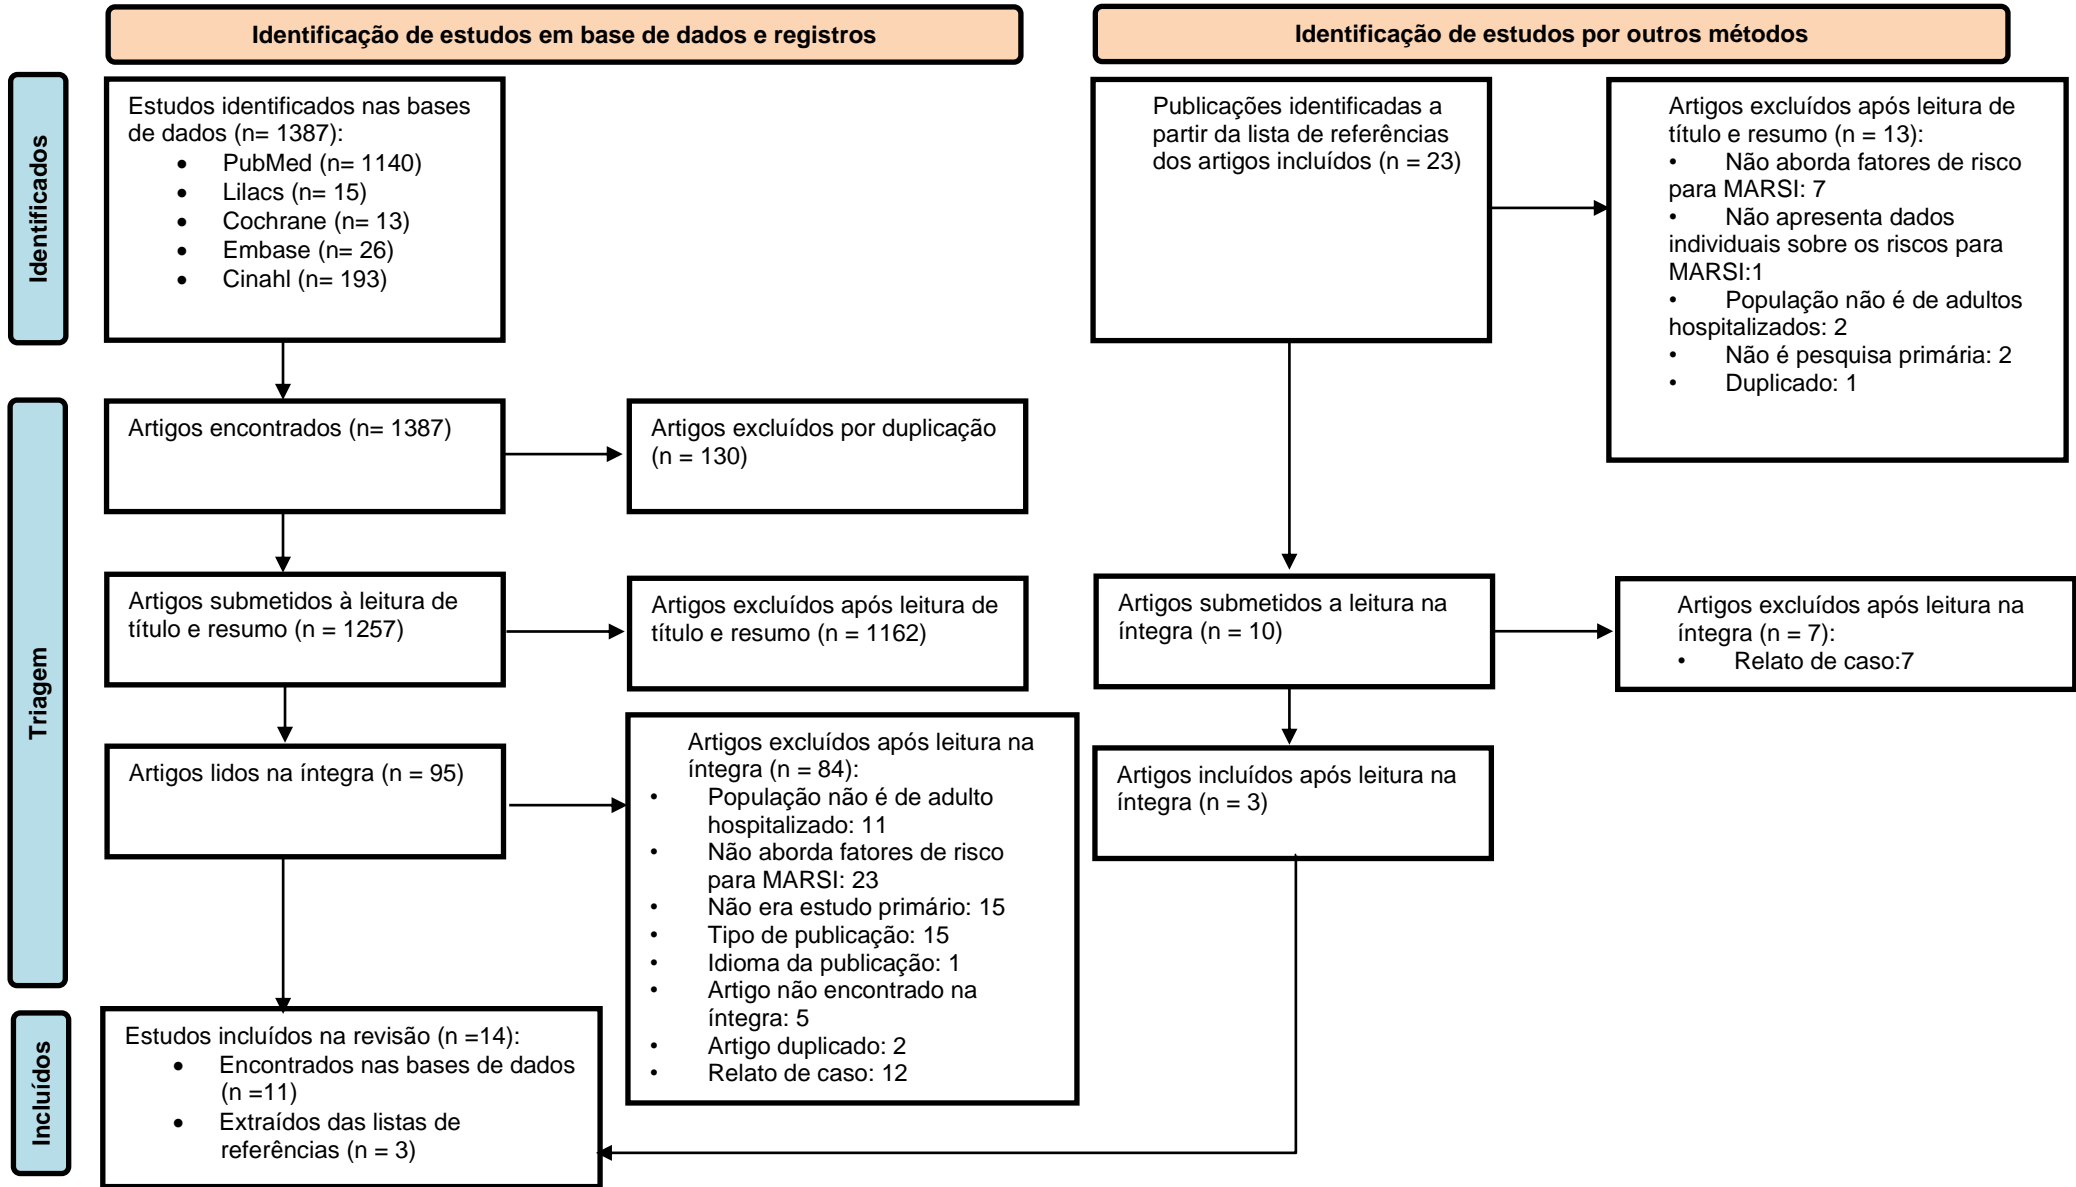 Identificação de estudos em base de dados e registros
Identificação de estudos por outros métodos
Identificados
Estudos identificados nas bases
de dados (n= 1387):
• PubMed (n= 1140)
• Lilacs (n= 15)
• Cochrane (n= 13)
• Embase (n= 26)
• Cinahl (n= 193)
Publicações identificadas a
partir da lista de referências
dos artigos incluídos (n = 23)
Artigos excluídos após leitura de
título e resumo (n = 13):
• Não aborda fatores de risco
para MARSI: 7
• Não apresenta dados
individuais sobre os riscos para
MARSI:1
• População não é de adultos
hospitalizados: 2
• Não é pesquisa primária: 2
• Duplicado: 1
Triagem
Artigos encontrados (n= 1387)
Artigos excluídos por duplicação
(n = 130)
Artigos submetidos à leitura de
título e resumo (n = 1257)
Artigos excluídos após leitura de
título e resumo (n = 1162)
Artigos submetidos a leitura na
íntegra (n = 10)
Artigos excluídos após leitura na
íntegra (n = 7):
• Relato de caso:7
Artigos lidos na íntegra (n = 95)
Artigos excluídos após leitura na
íntegra (n = 84):
• População não é de adulto
hospitalizado: 11
• Não aborda fatores de risco
para MARSI: 23
• Não era estudo primário: 15
• Tipo de publicação: 15
• Idioma da publicação: 1
• Artigo não encontrado na
íntegra: 5
• Artigo duplicado: 2
• Relato de caso: 12
Artigos incluídos após leitura na
íntegra (n = 3)
Incluídos
Estudos incluídos na revisão (n =14):
• Encontrados nas bases de dados
(n =11)
• Extraídos das listas de
referências (n = 3)